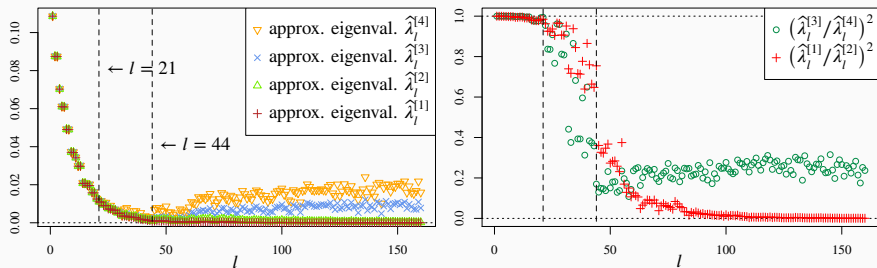 0.00 0.02 0.04 0.06 0.08 0.10
0 50 100 150
l
← l = 21
← l = 44
approx. eigenval. λ̂_l^[4]
approx. eigenval. λ̂_l^[3]
approx. eigenval. λ̂_l^[2]
approx. eigenval. λ̂_l^[1]
0.0 0.2 0.4 0.6 0.8 1.0
0 50 100 150
l
(λ̂_l^[3]/λ̂_l^[4])^2
(λ̂_l^[1]/λ̂_l^[2])^2